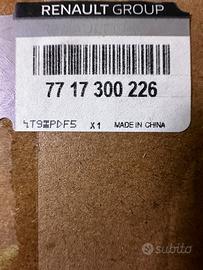 RENAULT GROUP
77 17 300 226
X1 MADE IN CHINA
subito